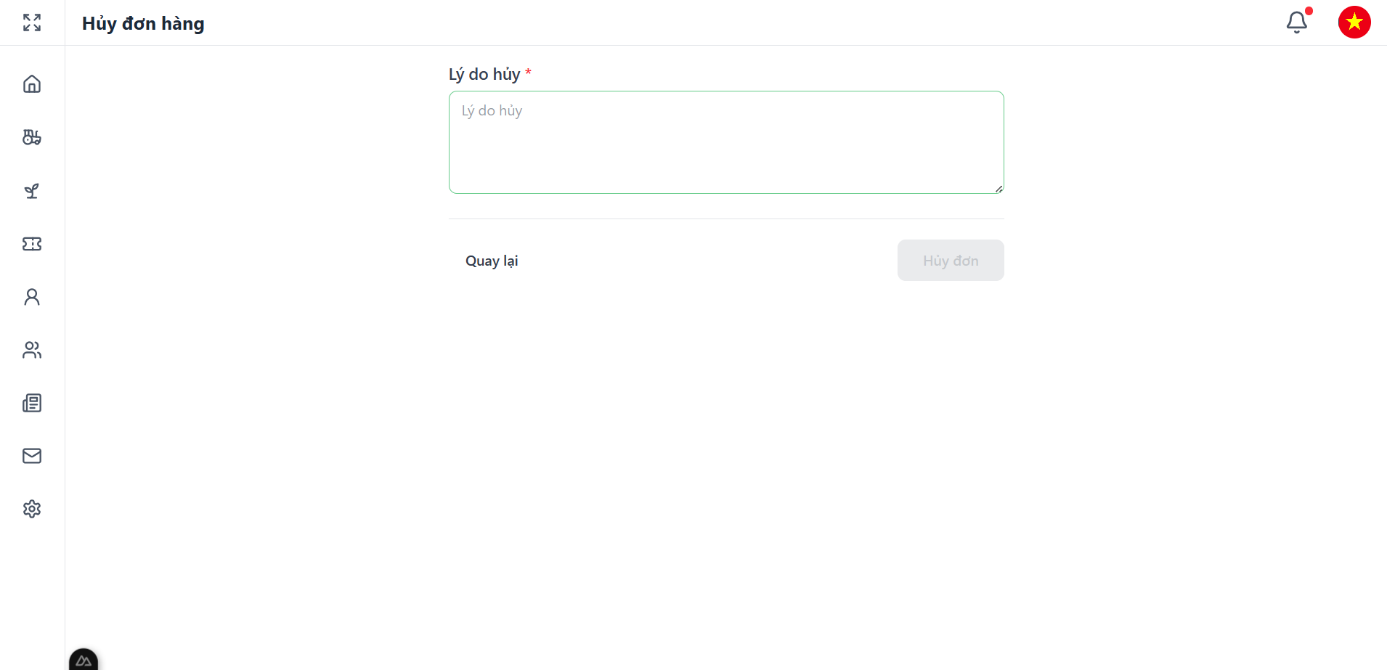 Hủy đơn hàng
Lý do hủy *
Lý do hủy
Quay lại
Hủy đơn